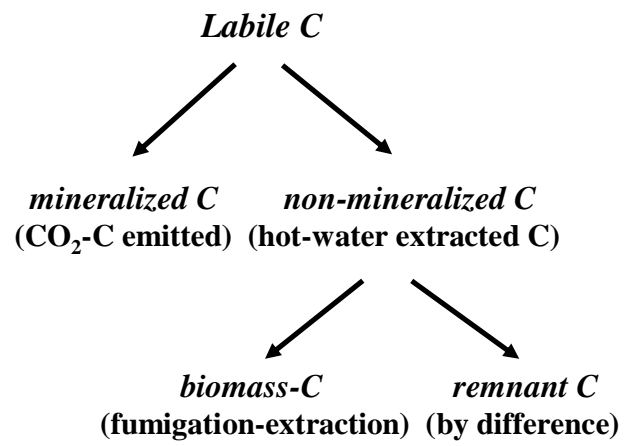 Labile C
mineralized C non-mineralized C
(CO2-C emitted) (hot-water extracted C)
biomass-C remnant C
(fumigation-extraction) (by difference)